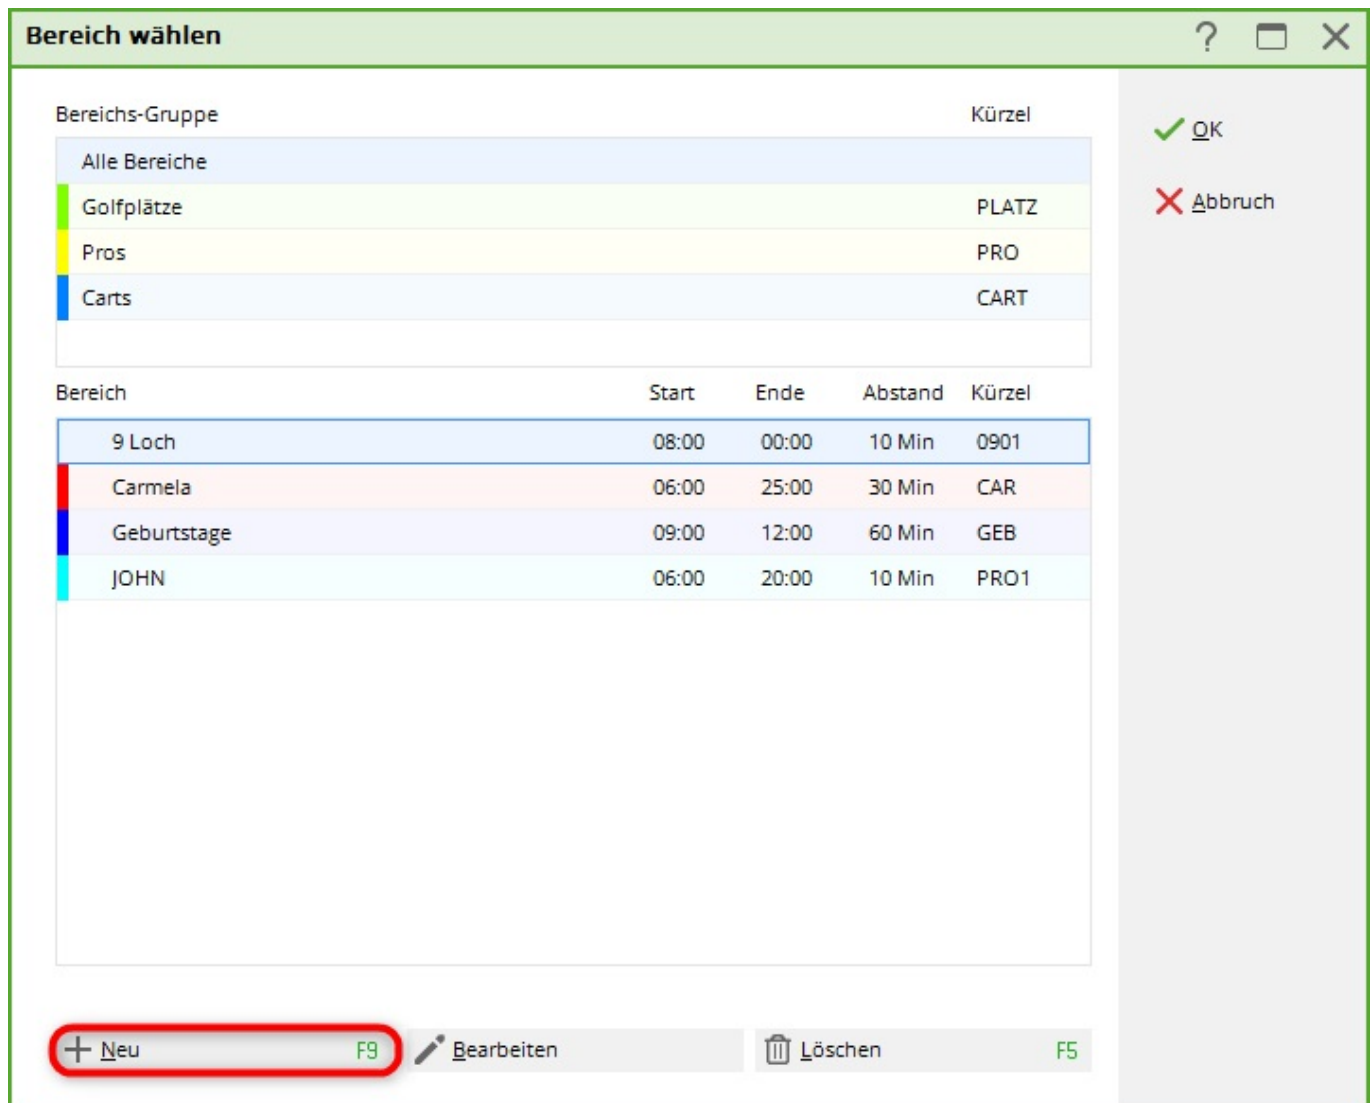 Bereich wählen
Bereichs-Gruppe Kürzel
Alle Bereiche
Golfplätze PLATZ
Pros PRO
Carts CART
OK
Abbruch
Bereich Start Ende Abstand Kürzel
9 Loch 08:00 00:00 10 Min 0901
Carmela 06:00 25:00 30 Min CAR
Geburtstage 09:00 12:00 60 Min GEB
JOHN 06:00 20:00 10 Min PRO1
Neu F9 Bearbeiten Löschen F5